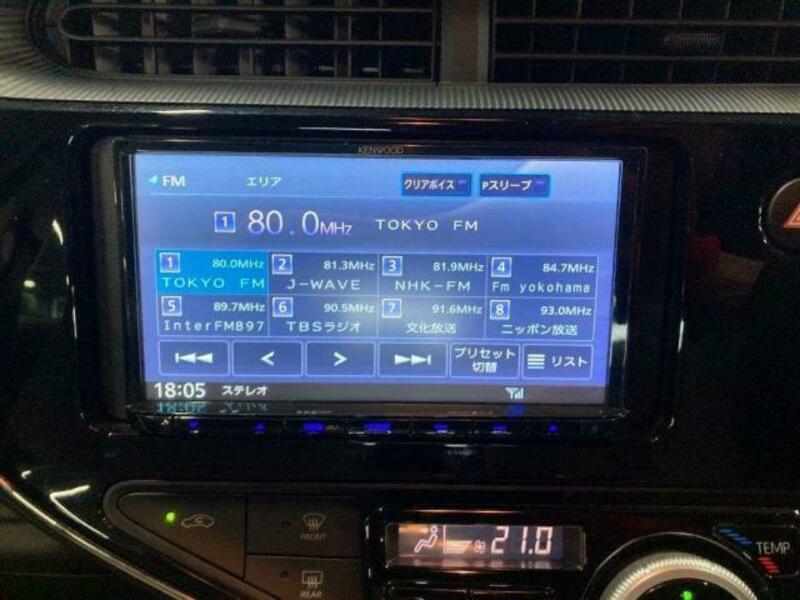 KENWOOD
FM エリア クリアボイス Pスリープ
1 80.0MHz TOKYO FM
1 80.0MHz 2 81.3MHz 3 81.9MHz 4 84.7MHz
TOKYO FM J-WAVE NHK-FM Fm yokohama
5 89.7MHz 6 90.5MHz 7 91.6MHz 8 93.0MHz
InterFM897 TBSラジオ 文化放送 ニッポン放送
プリセット
切替 リスト
18:05 ステレオ
FRONT
21.0
TEMP
REAR